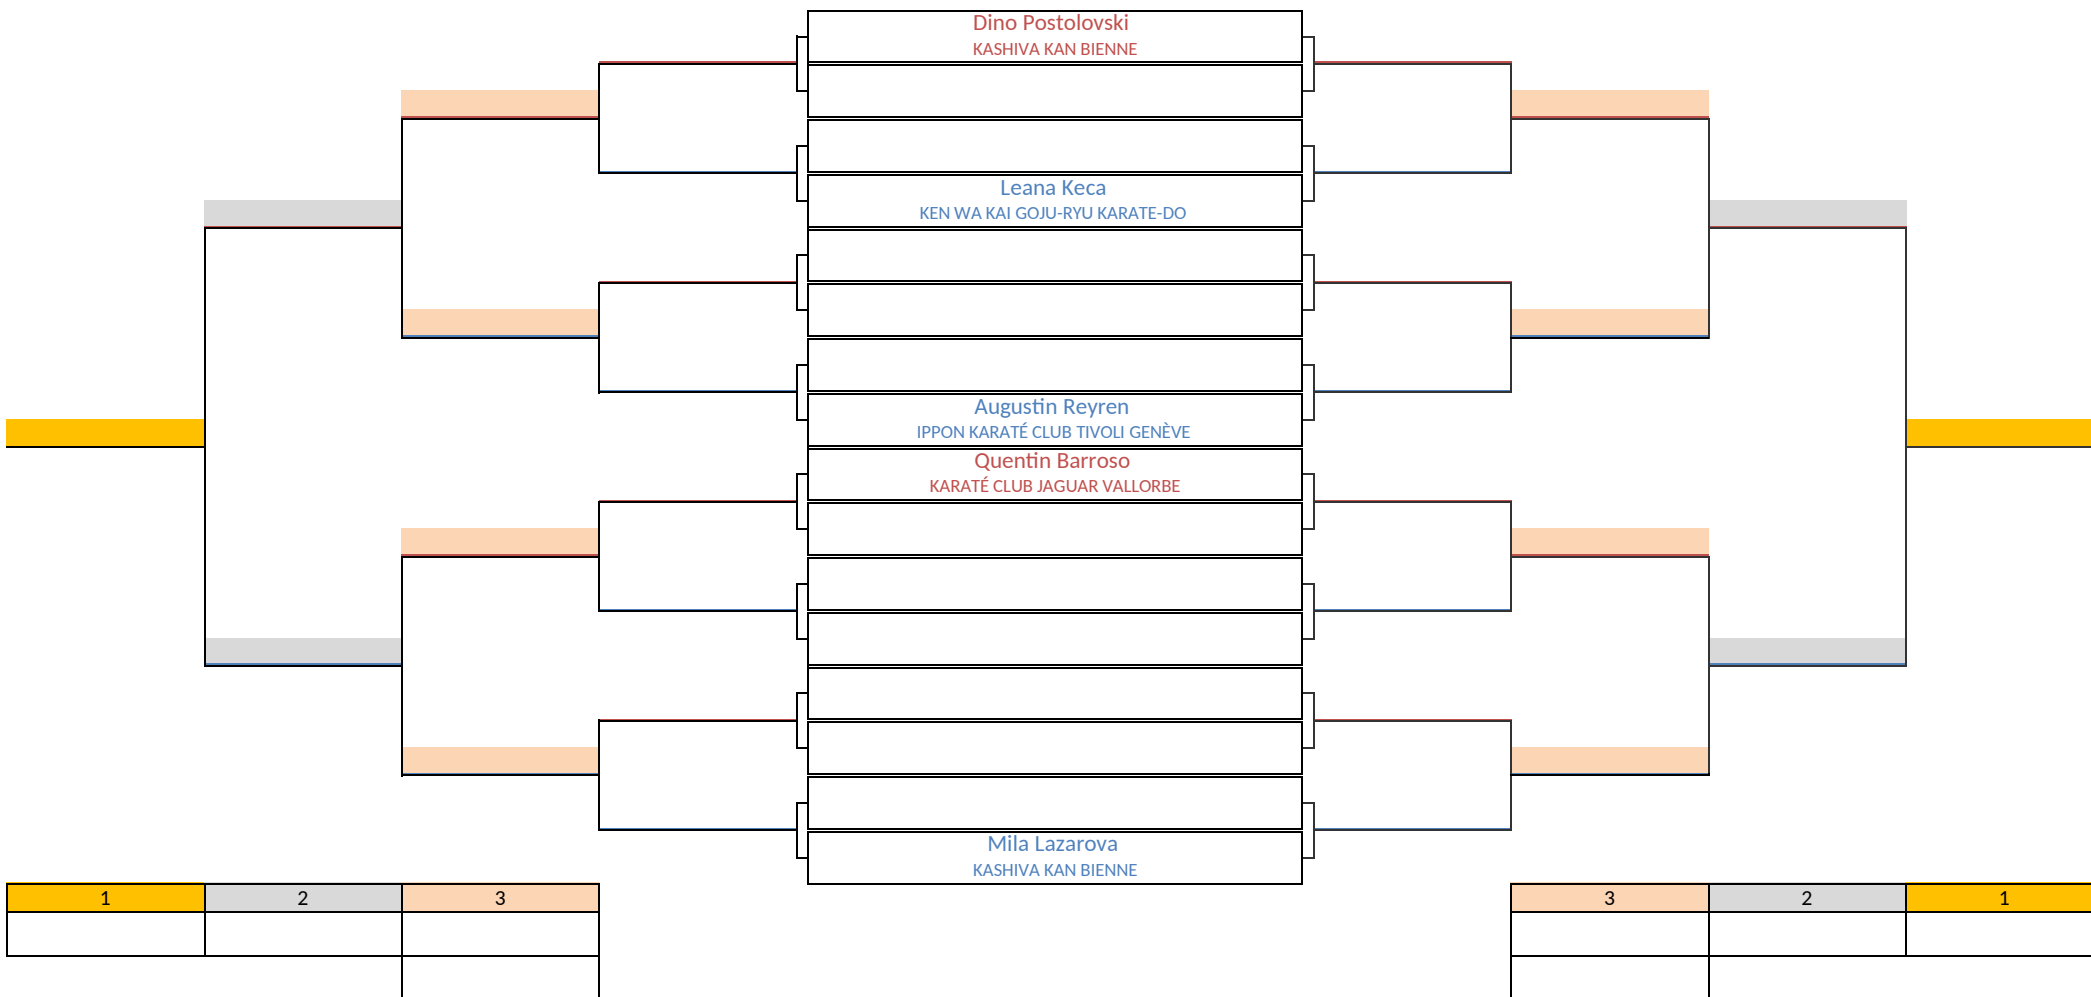 Dino Postolovski
KASHIVA KAN BIENNE
Leana Keca
KEN WA KAI GOJU-RYU KARATE-DO
Augustin Reyren
IPPON KARATÉ CLUB TIVOLI GENÈVE
Quentin Barroso
KARATÉ CLUB JAGUAR VALLORBE
Mila Lazarova
KASHIVA KAN BIENNE
1 2 3 3 2 1